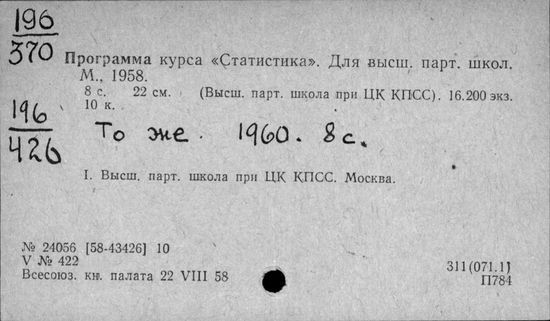 196
370
Программа курса «Статистика». Для высш. парт. школ.
М., 1958.
8 с. 22 см. (Высш. парт. школа при ЦК КПСС). 16.200 экз.
10 к.
196
426
То же. 1960. 8 с.
I. Высш. парт. школа при ЦК КПСС. Москва.
№ 24056 [58-43426] 10
V № 422
Всесоюз. кн. палата 22 VIII 58
311(071.1)
П784